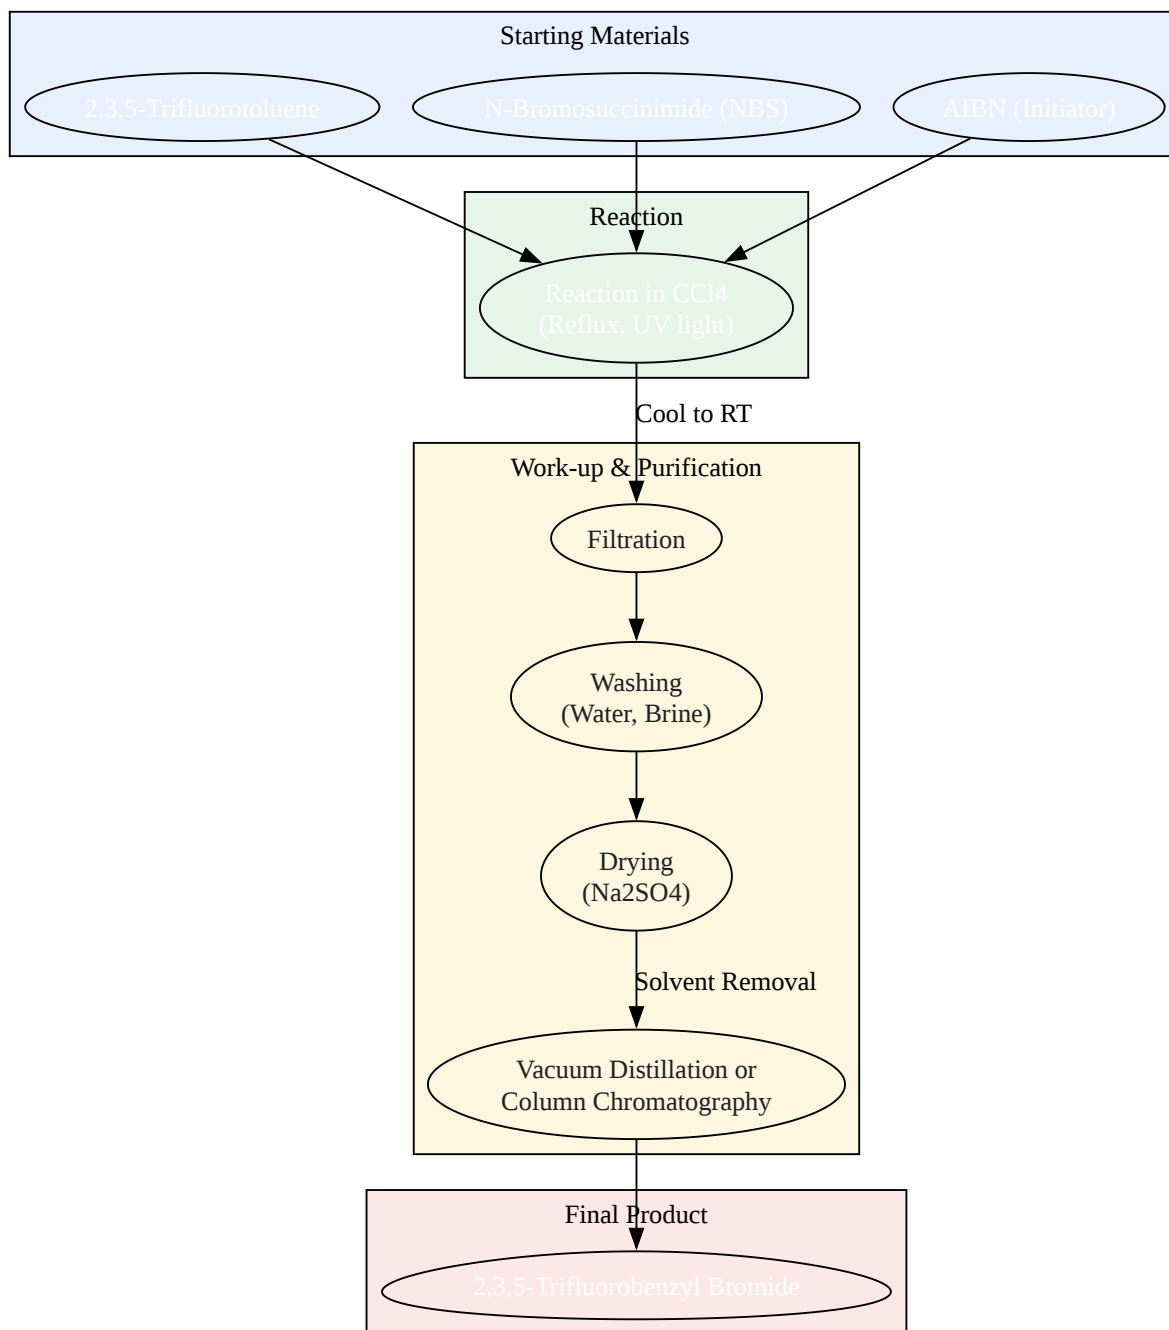 Starting Materials
2,3,5-Trifluorotoluene
N-Bromosuccinimide (NBS)
AIBN (Initiator)
Reaction
Reaction in CCl4
(Reflux, UV light)
Cool to RT
Work-up & Purification
Filtration
Washing
(Water, Brine)
Drying
(Na2SO4)
Solvent Removal
Vacuum Distillation or
Column Chromatography
Final Product
2,3,5-Trifluorobenzyl Bromide